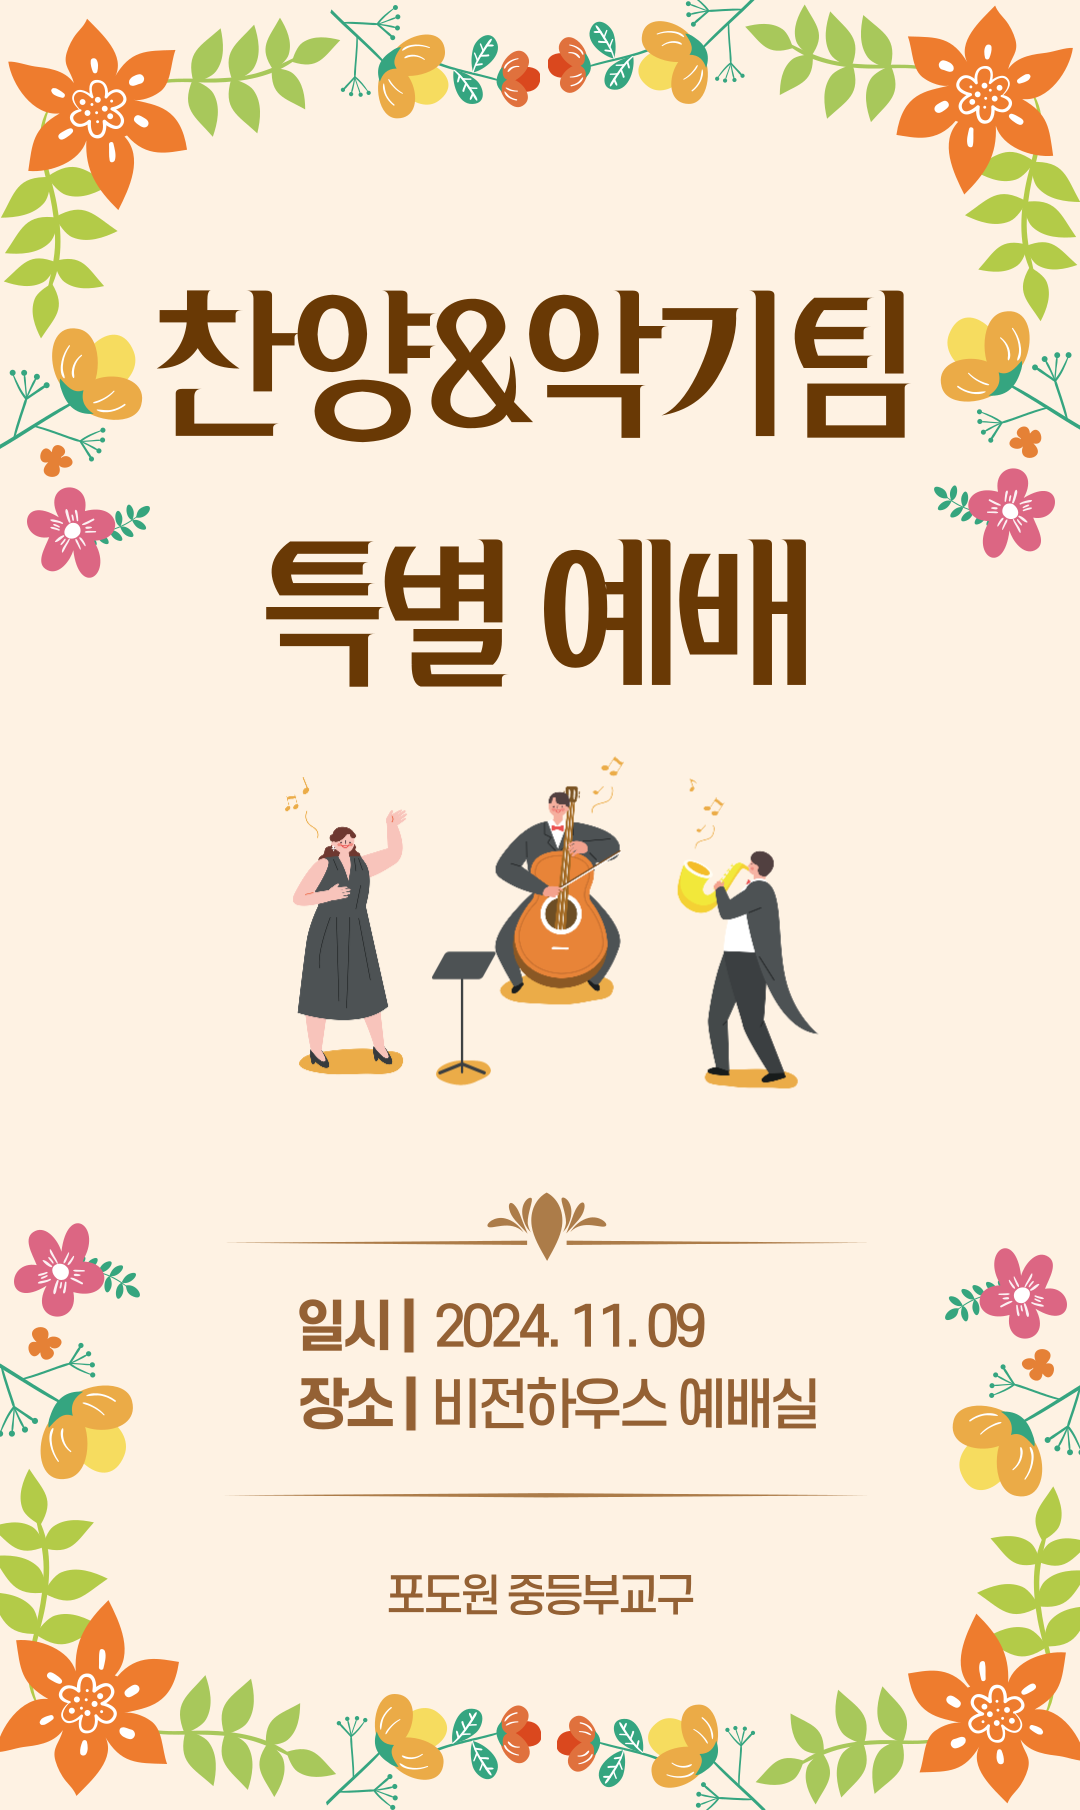 찬양&악기팀
특별 예배
일시 | 2024. 11. 09
장소 | 비전하우스 예배실
포도원 중등부교구